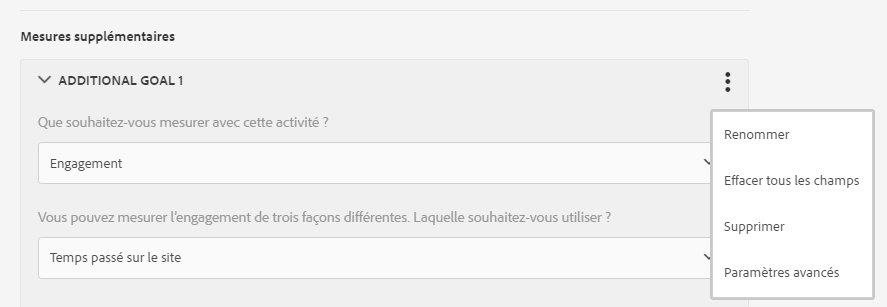 Mesures supplémentaires
ADDITIONAL GOAL 1
Que souhaitez-vous mesurer avec cette activité ?
Engagement
Vous pouvez mesurer l’engagement de trois façons différentes. Laquelle souhaitez-vous utiliser ?
Temps passé sur le site
Renommer
Effacer tous les champs
Supprimer
Paramètres avancés